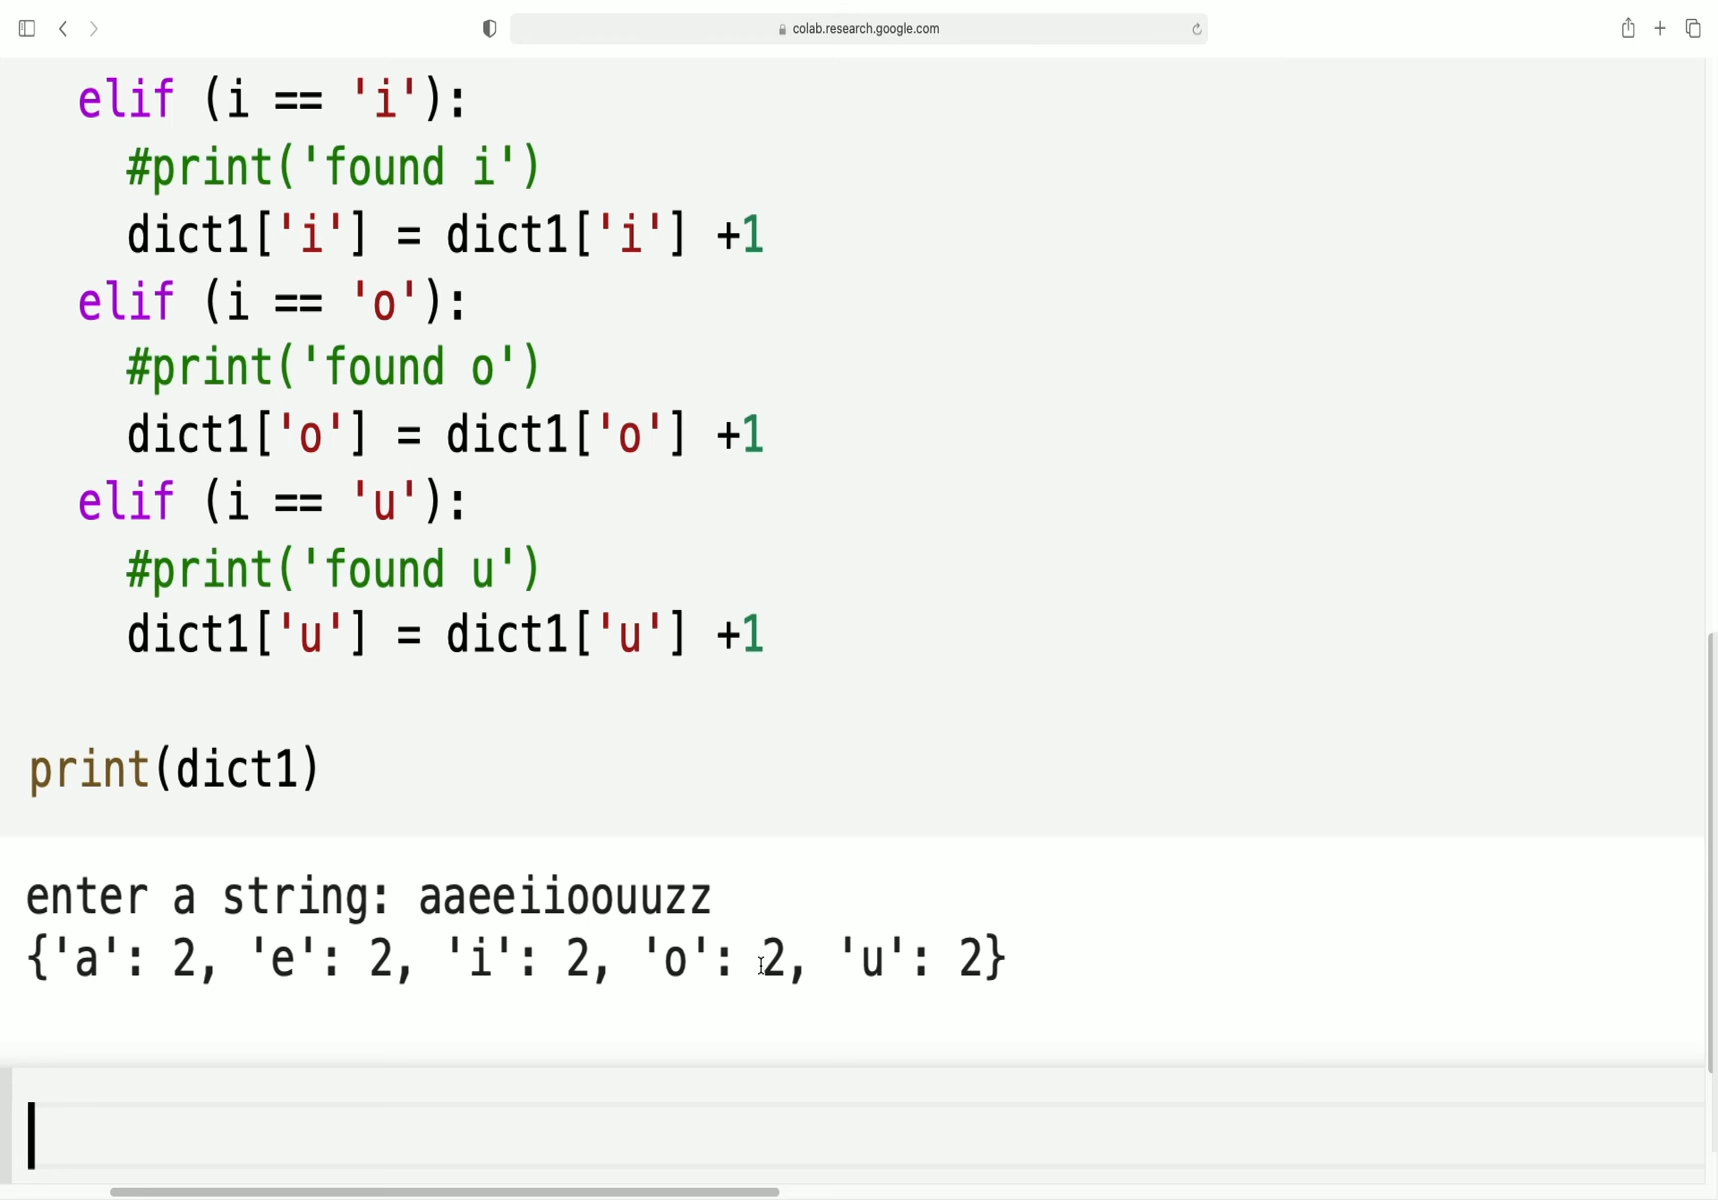 colab.research.google.com
elif (i == 'i'):
#print('found i')
dict1['i'] = dict1['i'] +1
elif (i == 'o'):
#print('found o')
dict1['o'] = dict1['o'] +1
elif (i == 'u'):
#print('found u')
dict1['u'] = dict1['u'] +1
print(dict1)
enter a string: aaeeiioouuzz
{'a': 2, 'e': 2, 'i': 2, 'o': 2, 'u': 2}